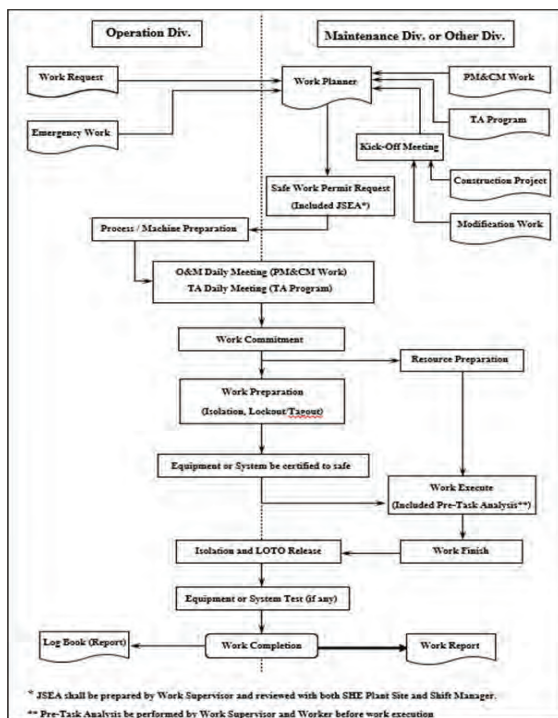 Operation Div.
Maintenance Div. or Other Div.
Work Request
Work Planner
PM&CM Work
TA Program
Emergency Work
Kick-Off Meeting
Construction Project
Safe Work Permit Request
(Included JSEA*)
Modification Work
Process / Machine Preparation
O&M Daily Meeting (PM&CM Work)
TA Daily Meeting (TA Program)
Work Commitment
Resource Preparation
Work Preparation
(Isolation, Lockout/Tagout)
Equipment or System be certified to safe
Work Execute
(Included Pre-Task Analysis**)
Isolation and LOTO Release
Work Finish
Equipment or System Test (if any)
Log Book (Report)
Work Completion
Work Report
* JSEA shall be prepared by Work Supervisor and reviewed with both SHE Plant Site and Shift Manager.
** Pre-Task Analysis be performed by Work Supervisor and Worker before work execution